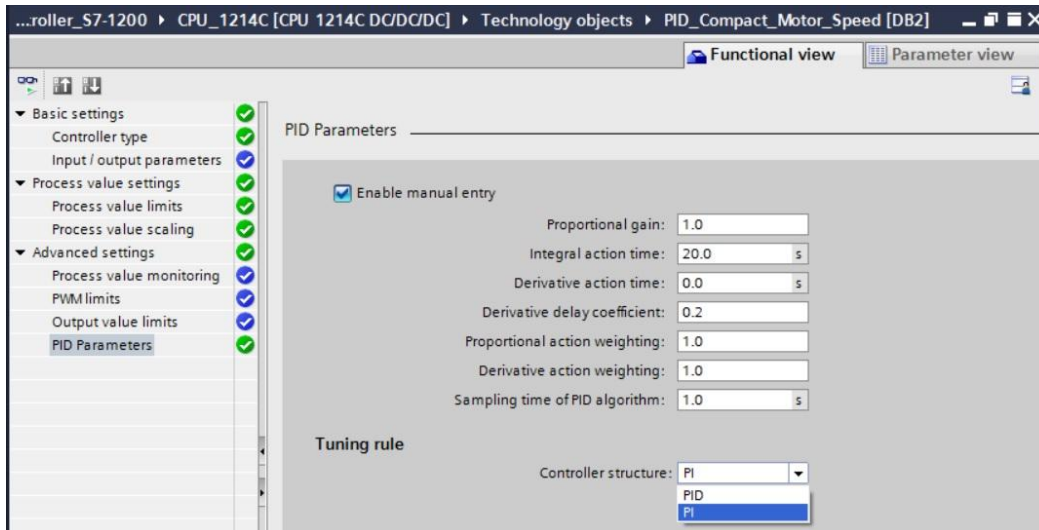 ...roller_S7-1200 ▸ CPU_1214C [CPU 1214C DC/DC/DC] ▸ Technology objects ▸ PID_Compact_Motor_Speed [DB2]
Functional view Parameter view
Basic settings
Controller type
Input / output parameters
Process value settings
Process value limits
Process value scaling
Advanced settings
Process value monitoring
PWM limits
Output value limits
PID Parameters
PID Parameters
Enable manual entry
Proportional gain: 1.0
Integral action time: 20.0 s
Derivative action time: 0.0 s
Derivative delay coefficient: 0.2
Proportional action weighting: 1.0
Derivative action weighting: 1.0
Sampling time of PID algorithm: 1.0 s
Tuning rule
Controller structure: PI
PID
PI